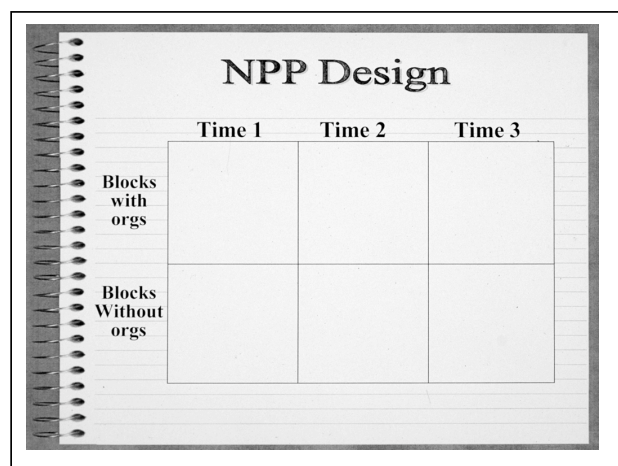 NPP Design
Time 1 Time 2 Time 3
Blocks
with
orgs
Blocks
Without
orgs